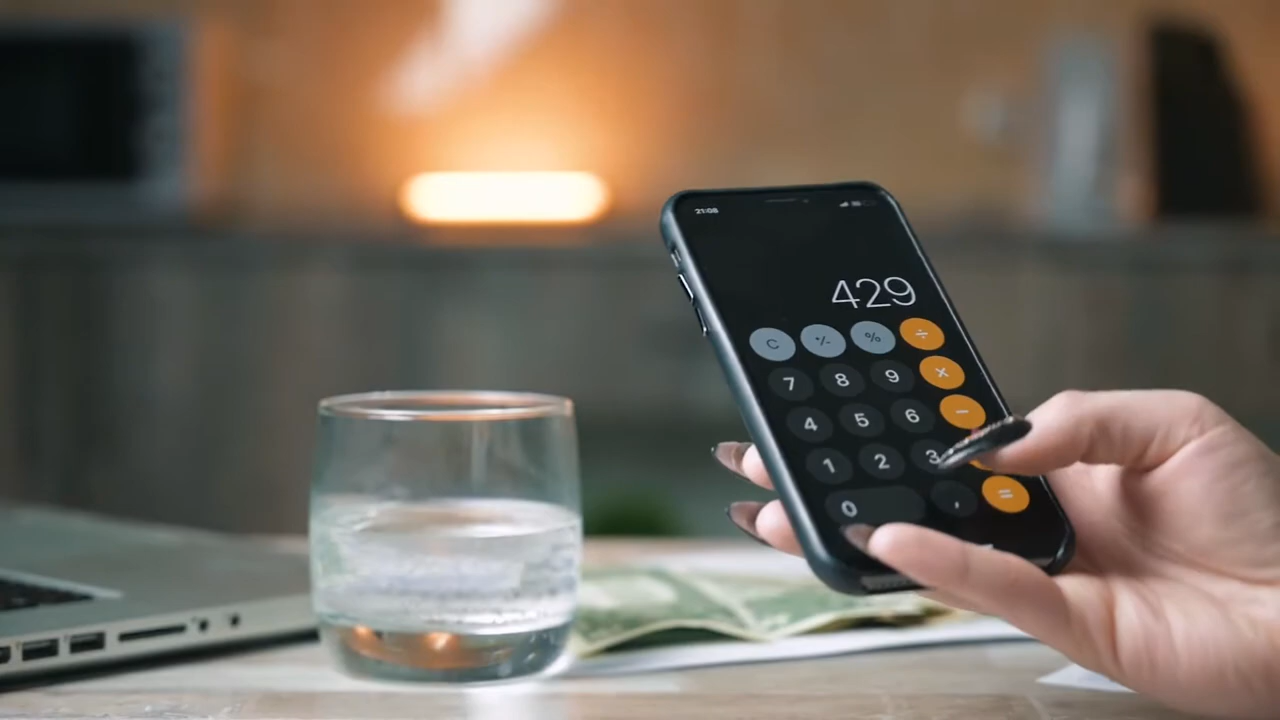 21:08
429
C +/- % ÷
7 8 9 ×
4 5 6 −
1 2 3
0 , =